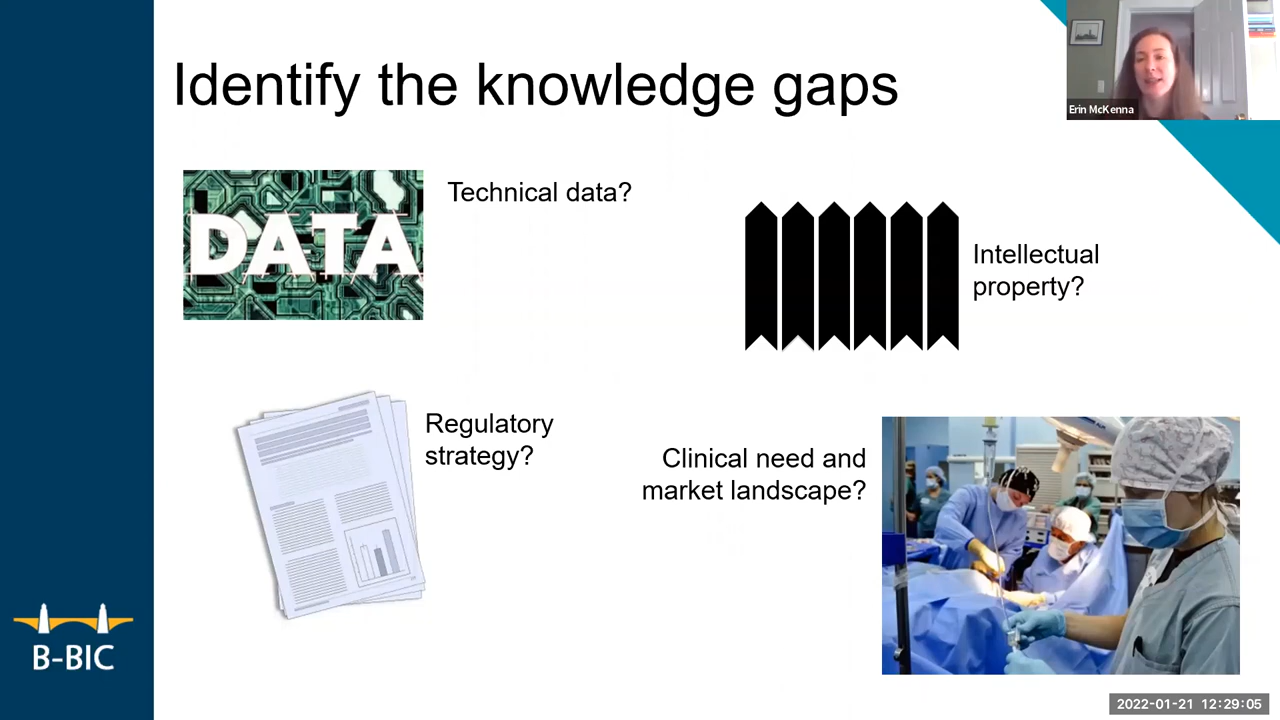 Identify the knowledge gaps
Erin McKenna
DATA
Technical data?
Intellectual
property?
Regulatory
strategy?
Clinical need and
market landscape?
B-BIC
2022-01-21 12:29:05